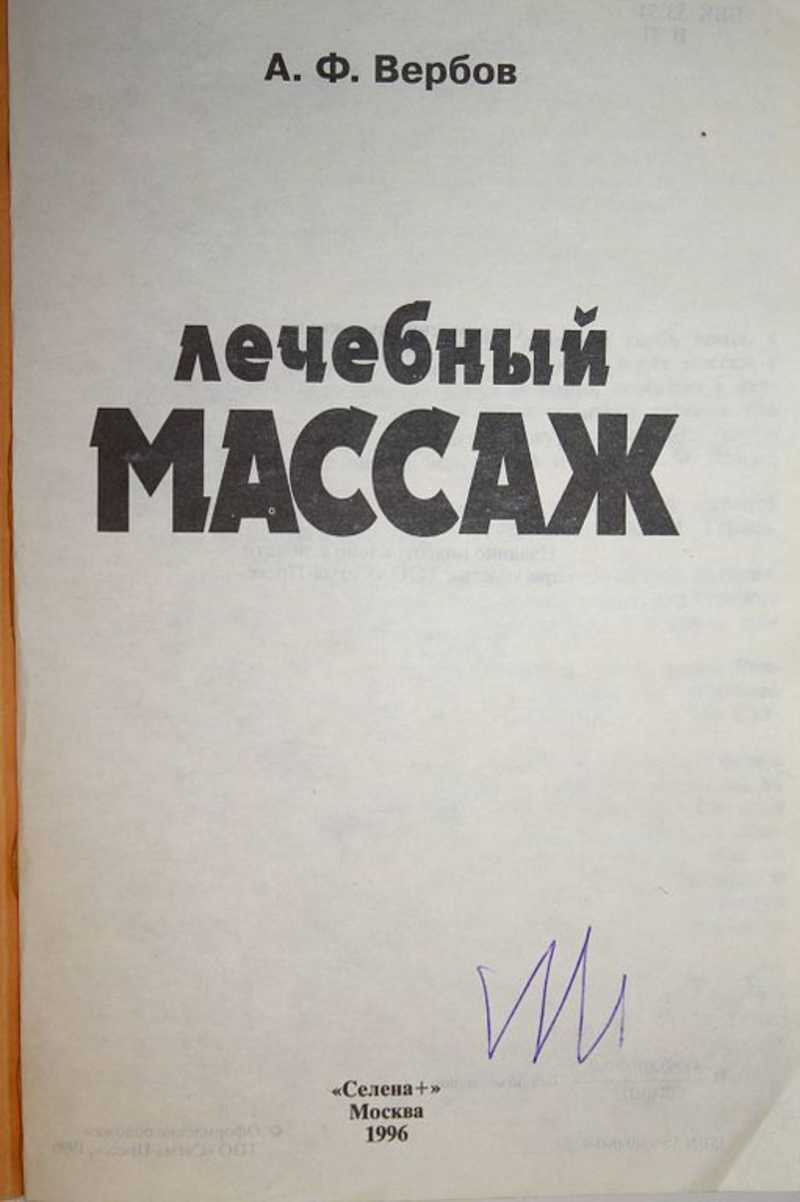 А. Ф. Вербов
лечебный
МАССАЖ
«Селена+»
Москва
1996